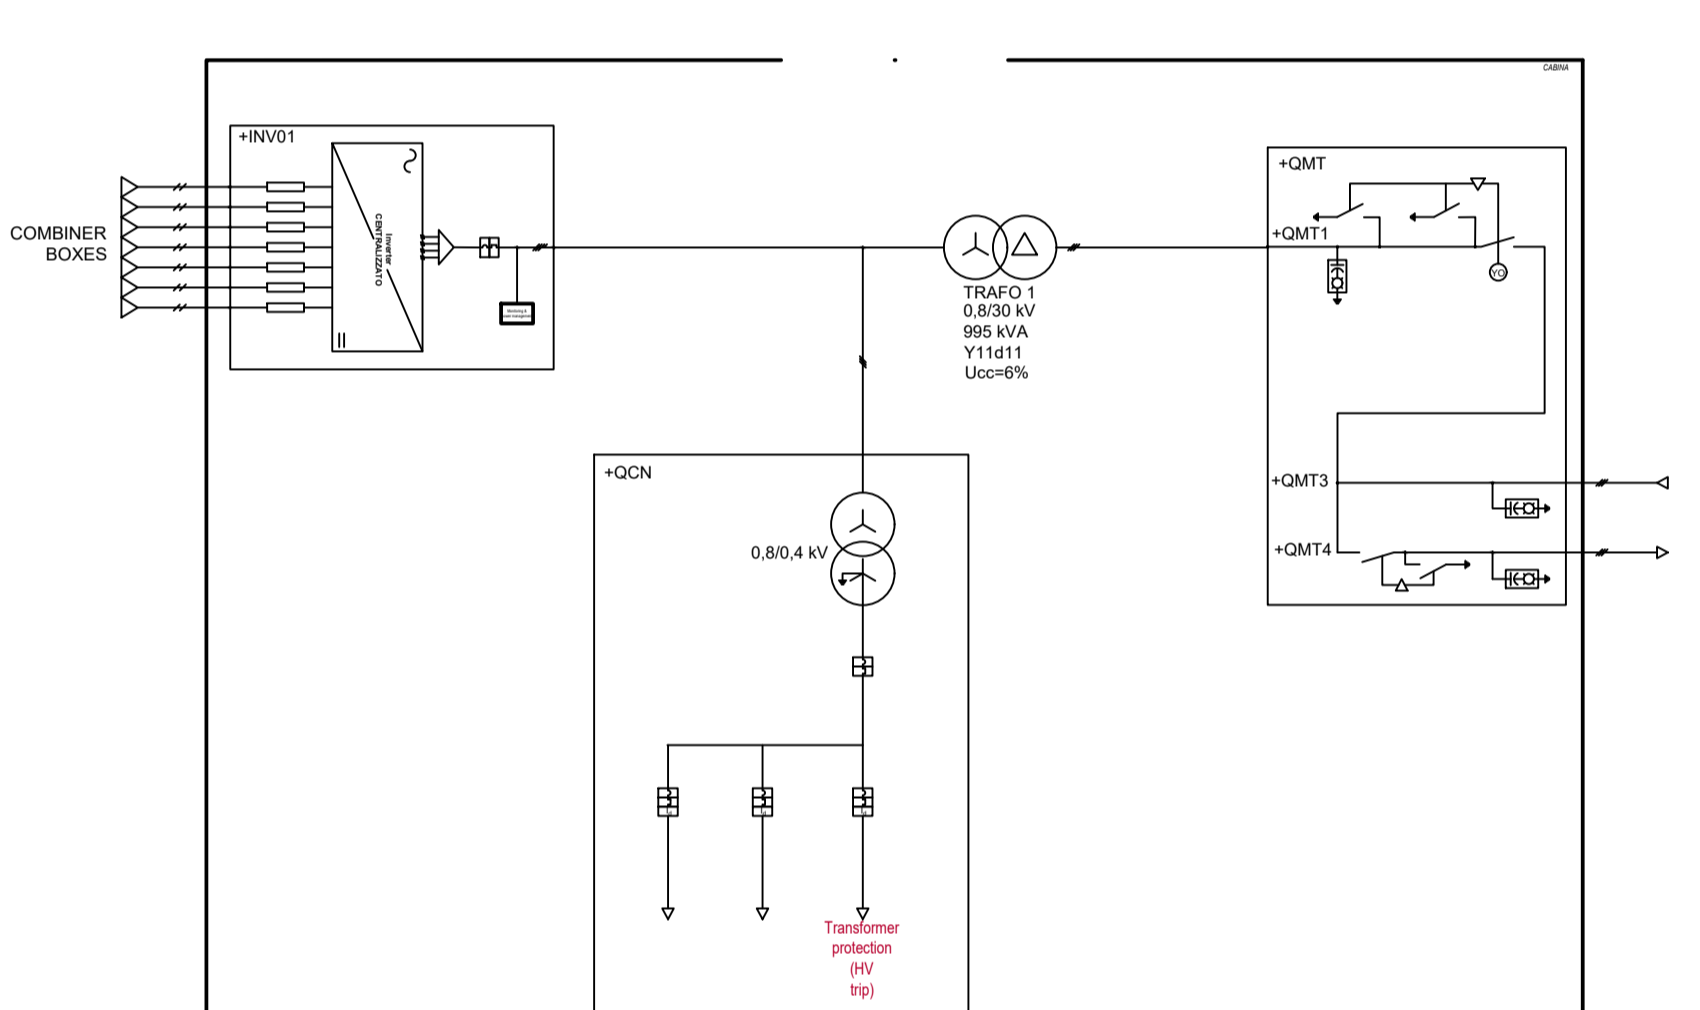 CABINA
+INV01
COMBINER
BOXES
Inverter
CENTRALIZZATO
TRAFO 1
0,8/30 kV
995 kVA
Y11d11
Ucc=6%
+QMT
+QMT1
YO
+QMT3
+QMT4
+QCN
0,8/0,4 kV
Transformer
protection
(HV
trip)